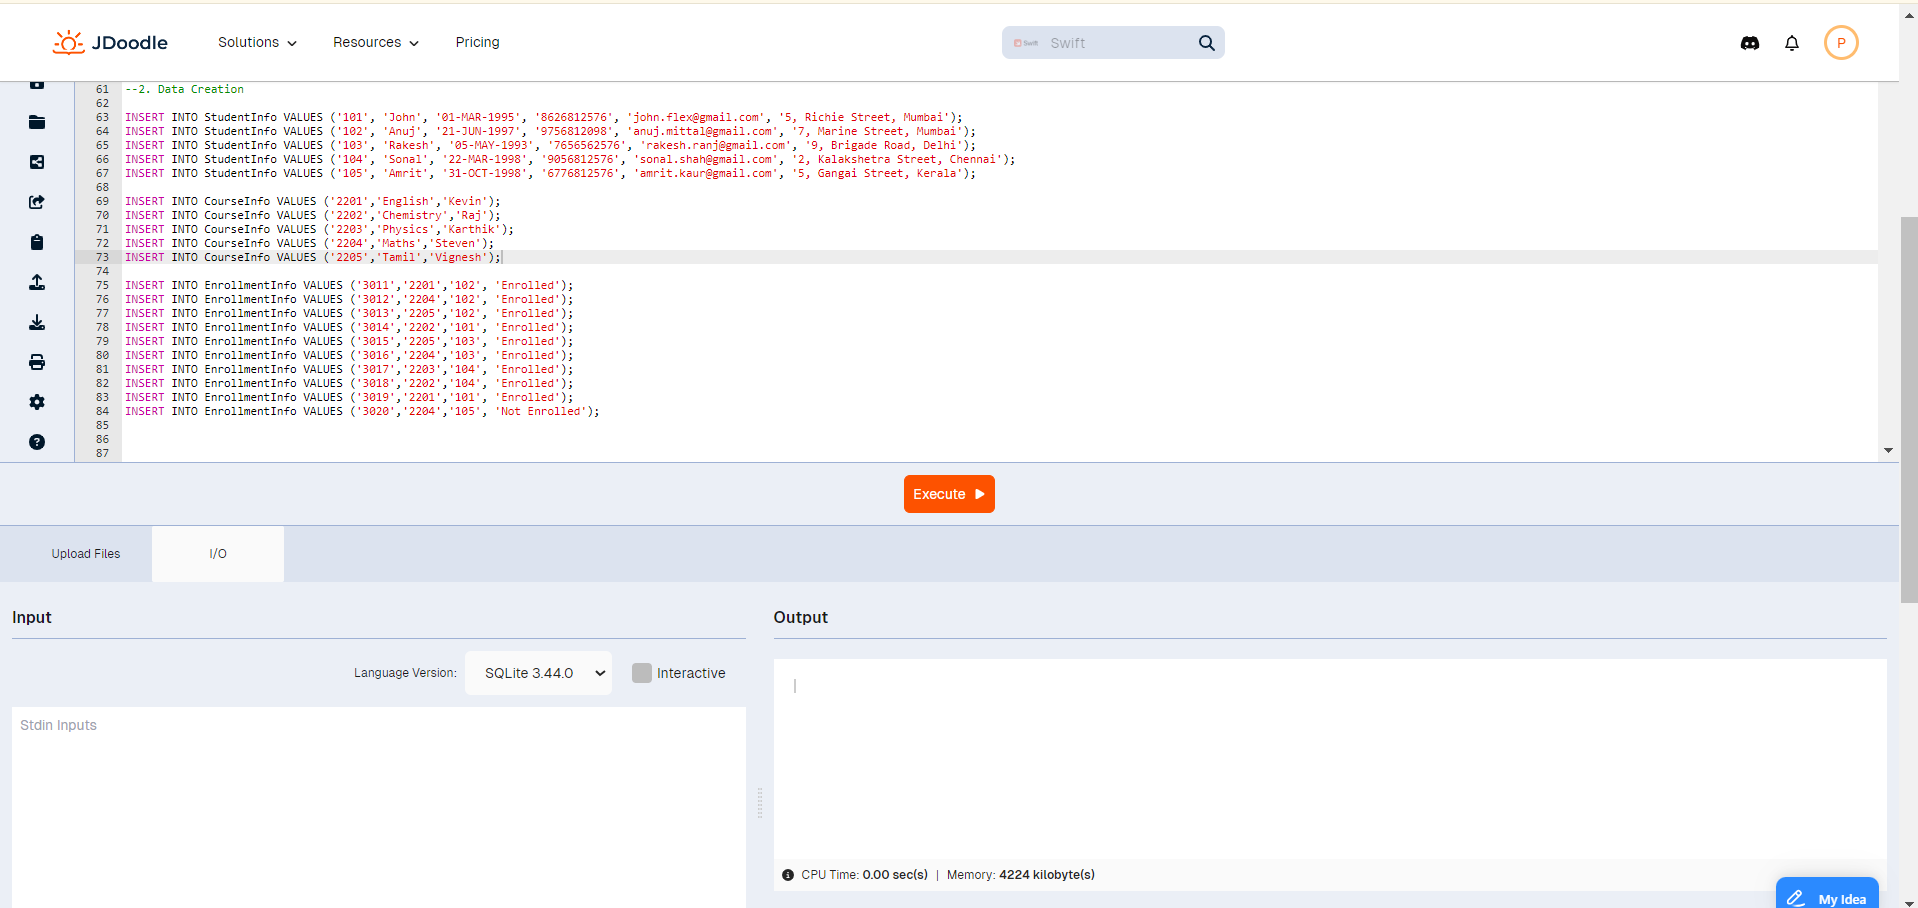 JDoodle
Solutions
Resources
Pricing
Swift
Swift
P
61 --2. Data Creation
62
63 INSERT INTO StudentInfo VALUES ('101', 'John', '01-MAR-1995', '8626812576', 'john.flex@gmail.com', '5, Richie Street, Mumbai');
64 INSERT INTO StudentInfo VALUES ('102', 'Anuj', '21-JUN-1997', '9756812098', 'anuj.mittal@gmail.com', '7, Marine Street, Mumbai');
65 INSERT INTO StudentInfo VALUES ('103', 'Rakesh', '05-MAY-1993', '7656562576', 'rakesh.ranj@gmail.com', '9, Brigade Road, Delhi');
66 INSERT INTO StudentInfo VALUES ('104', 'Sonal', '22-MAR-1998', '9056812576', 'sonal.shah@gmail.com', '2, Kalakshetra Street, Chennai');
67 INSERT INTO StudentInfo VALUES ('105', 'Amrit', '31-OCT-1998', '6776812576', 'amrit.kaur@gmail.com', '5, Gangai Street, Kerala');
68
69 INSERT INTO CourseInfo VALUES ('2201','English','Kevin');
70 INSERT INTO CourseInfo VALUES ('2202','Chemistry','Raj');
71 INSERT INTO CourseInfo VALUES ('2203','Physics','Karthik');
72 INSERT INTO CourseInfo VALUES ('2204','Maths','Steven');
73 INSERT INTO CourseInfo VALUES ('2205','Tamil','Vignesh');
74
75 INSERT INTO EnrollmentInfo VALUES ('3011','2201','102', 'Enrolled');
76 INSERT INTO EnrollmentInfo VALUES ('3012','2204','102', 'Enrolled');
77 INSERT INTO EnrollmentInfo VALUES ('3013','2205','102', 'Enrolled');
78 INSERT INTO EnrollmentInfo VALUES ('3014','2202','101', 'Enrolled');
79 INSERT INTO EnrollmentInfo VALUES ('3015','2205','103', 'Enrolled');
80 INSERT INTO EnrollmentInfo VALUES ('3016','2204','103', 'Enrolled');
81 INSERT INTO EnrollmentInfo VALUES ('3017','2203','104', 'Enrolled');
82 INSERT INTO EnrollmentInfo VALUES ('3018','2202','104', 'Enrolled');
83 INSERT INTO EnrollmentInfo VALUES ('3019','2201','101', 'Enrolled');
84 INSERT INTO EnrollmentInfo VALUES ('3020','2204','105', 'Not Enrolled');
85
86
87
Execute
Upload Files
I/O
Input
Output
Language Version:
SQLite 3.44.0
Interactive
Stdin Inputs
CPU Time: 0.00 sec(s) | Memory: 4224 kilobyte(s)
My Idea